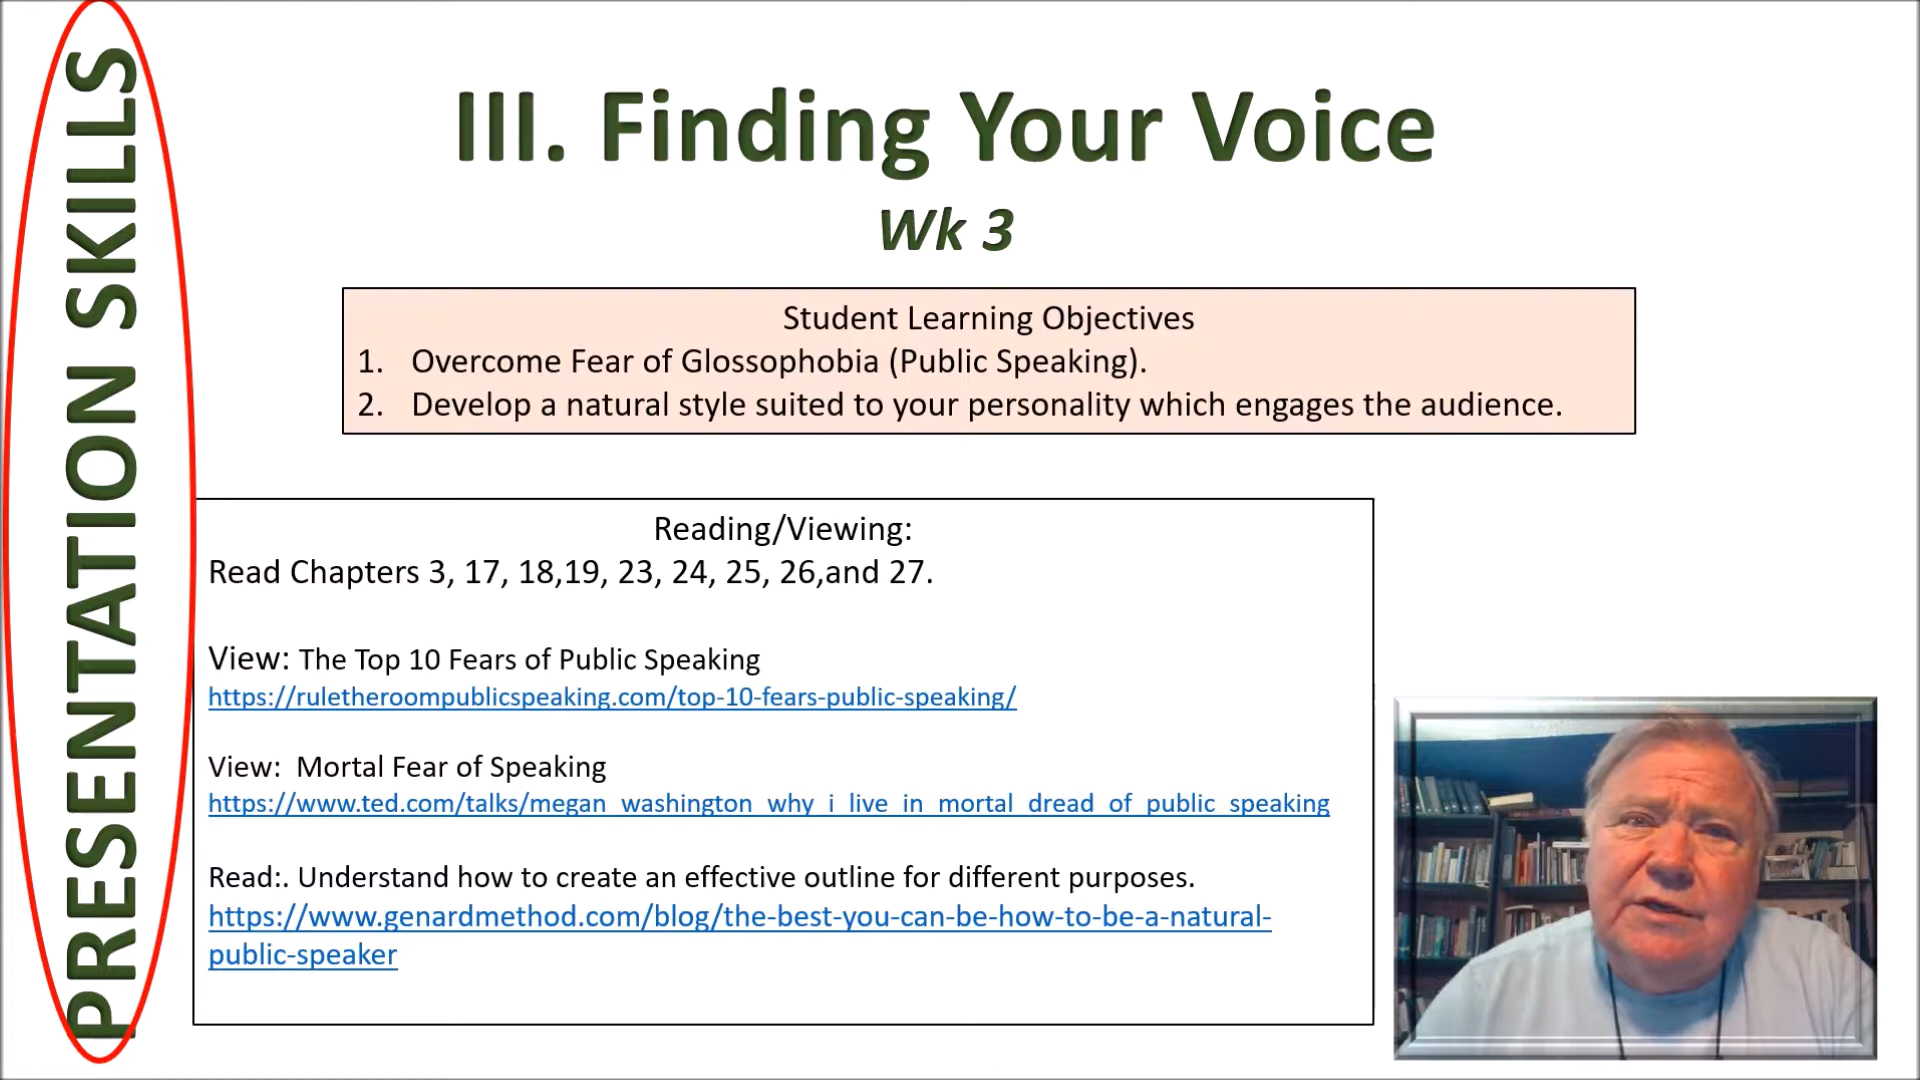 PRESENTATION SKILLS
III. Finding Your Voice
Wk 3
Student Learning Objectives
1. Overcome Fear of Glossophobia (Public Speaking).
2. Develop a natural style suited to your personality which engages the audience.
Reading/Viewing:
Read Chapters 3, 17, 18,19, 23, 24, 25, 26,and 27.
View: The Top 10 Fears of Public Speaking
https://ruletheroompublicspeaking.com/top-10-fears-public-speaking/
View: Mortal Fear of Speaking
https://www.ted.com/talks/megan_washington_why_i_live_in_mortal_dread_of_public_speaking
Read:. Understand how to create an effective outline for different purposes.
https://www.genardmethod.com/blog/the-best-you-can-be-how-to-be-a-natural-
public-speaker